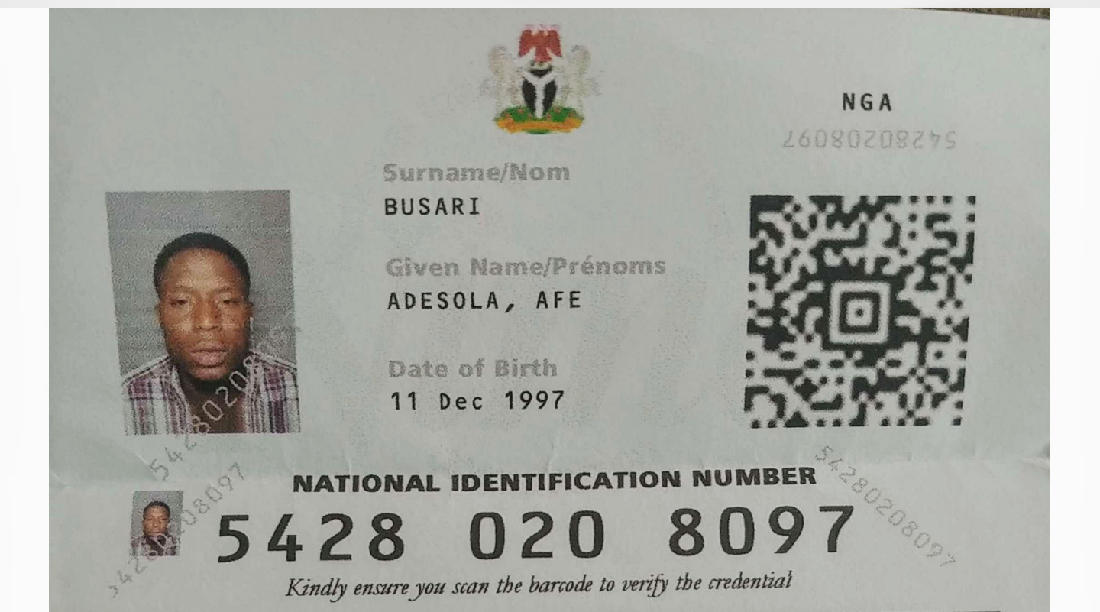 NGA
54280208097
Surname/Nom
BUSARI
Given Name/Prénoms
ADESOLA, AFE
Date of Birth
11 Dec 1997
54280208097
54280208097
54280208097
NATIONAL IDENTIFICATION NUMBER
5428 020 8097
Kindly ensure you scan the barcode to verify the credential